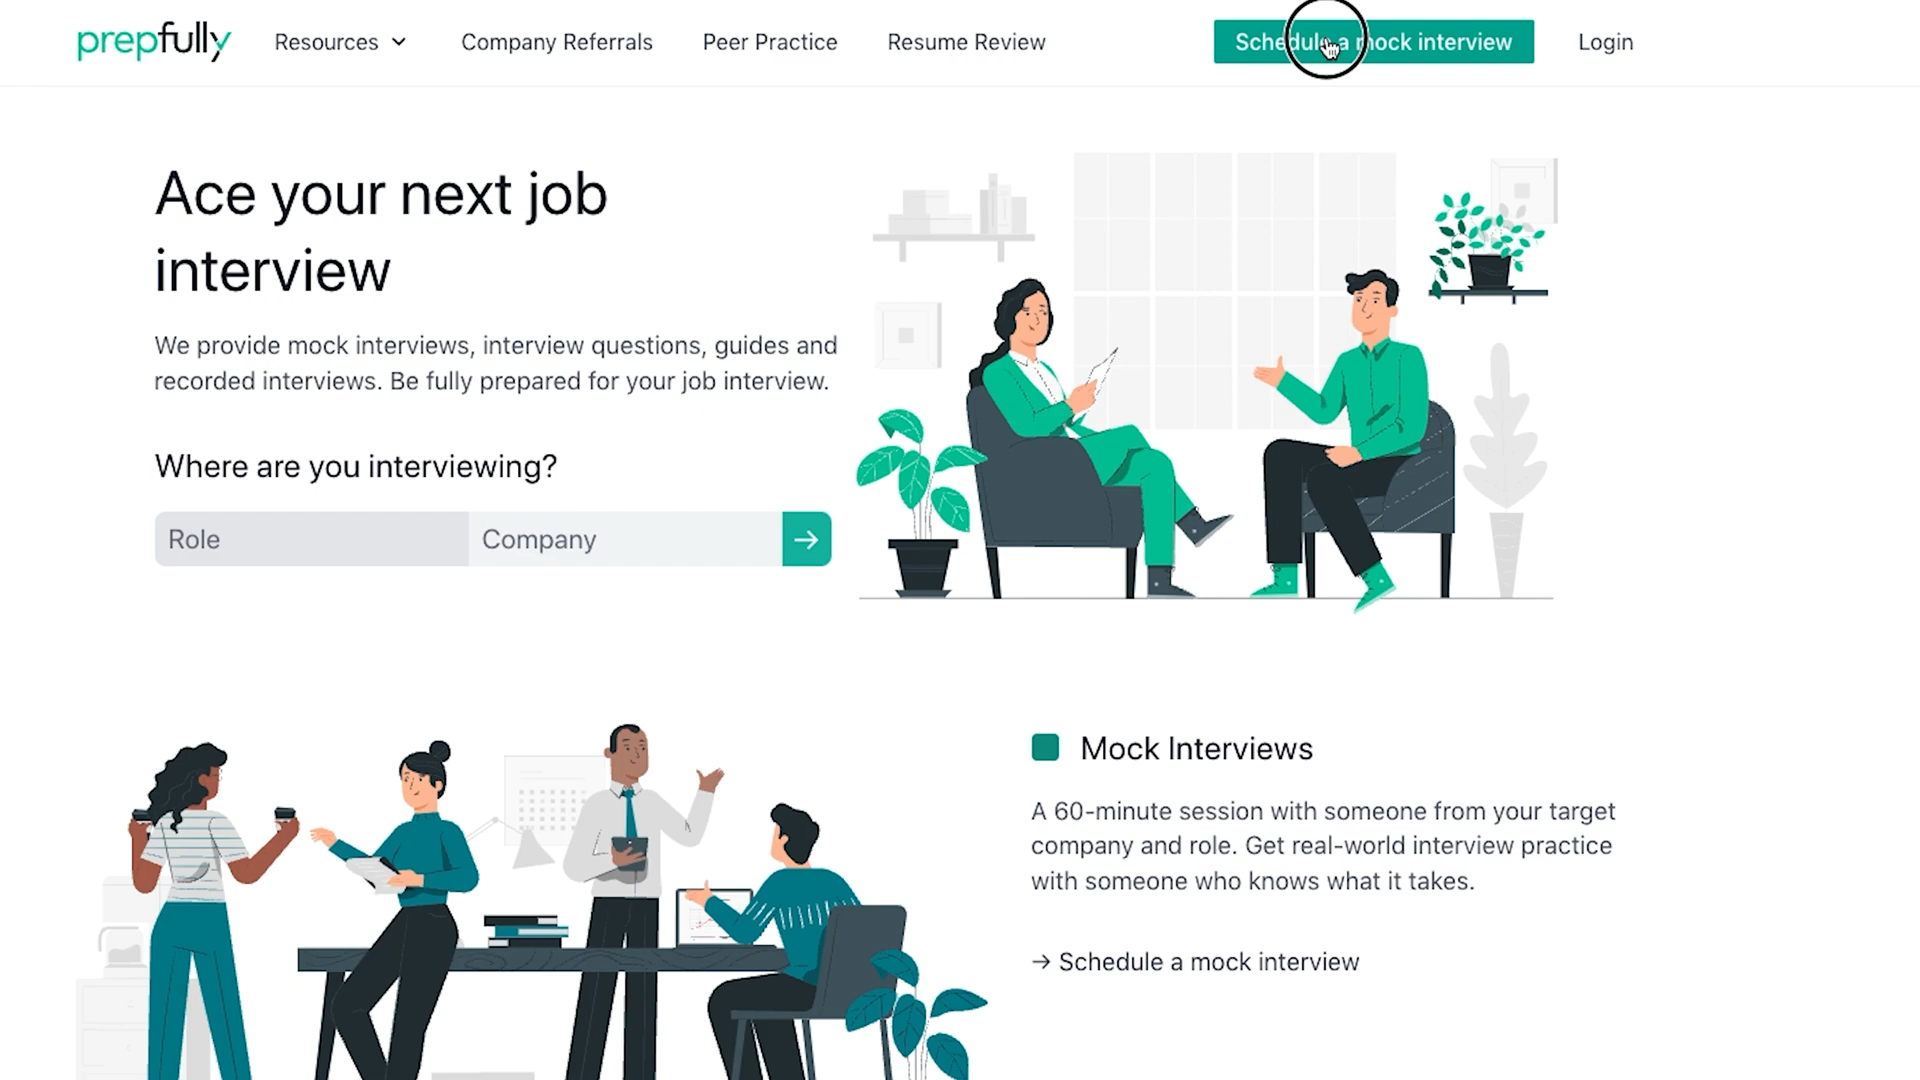 prepfully Resources Company Referrals Peer Practice Resume Review Schedule a mock interview Login
Ace your next job
interview
We provide mock interviews, interview questions, guides and
recorded interviews. Be fully prepared for your job interview.
Where are you interviewing?
Role Company →
Mock Interviews
A 60-minute session with someone from your target
company and role. Get real-world interview practice
with someone who knows what it takes.
→ Schedule a mock interview